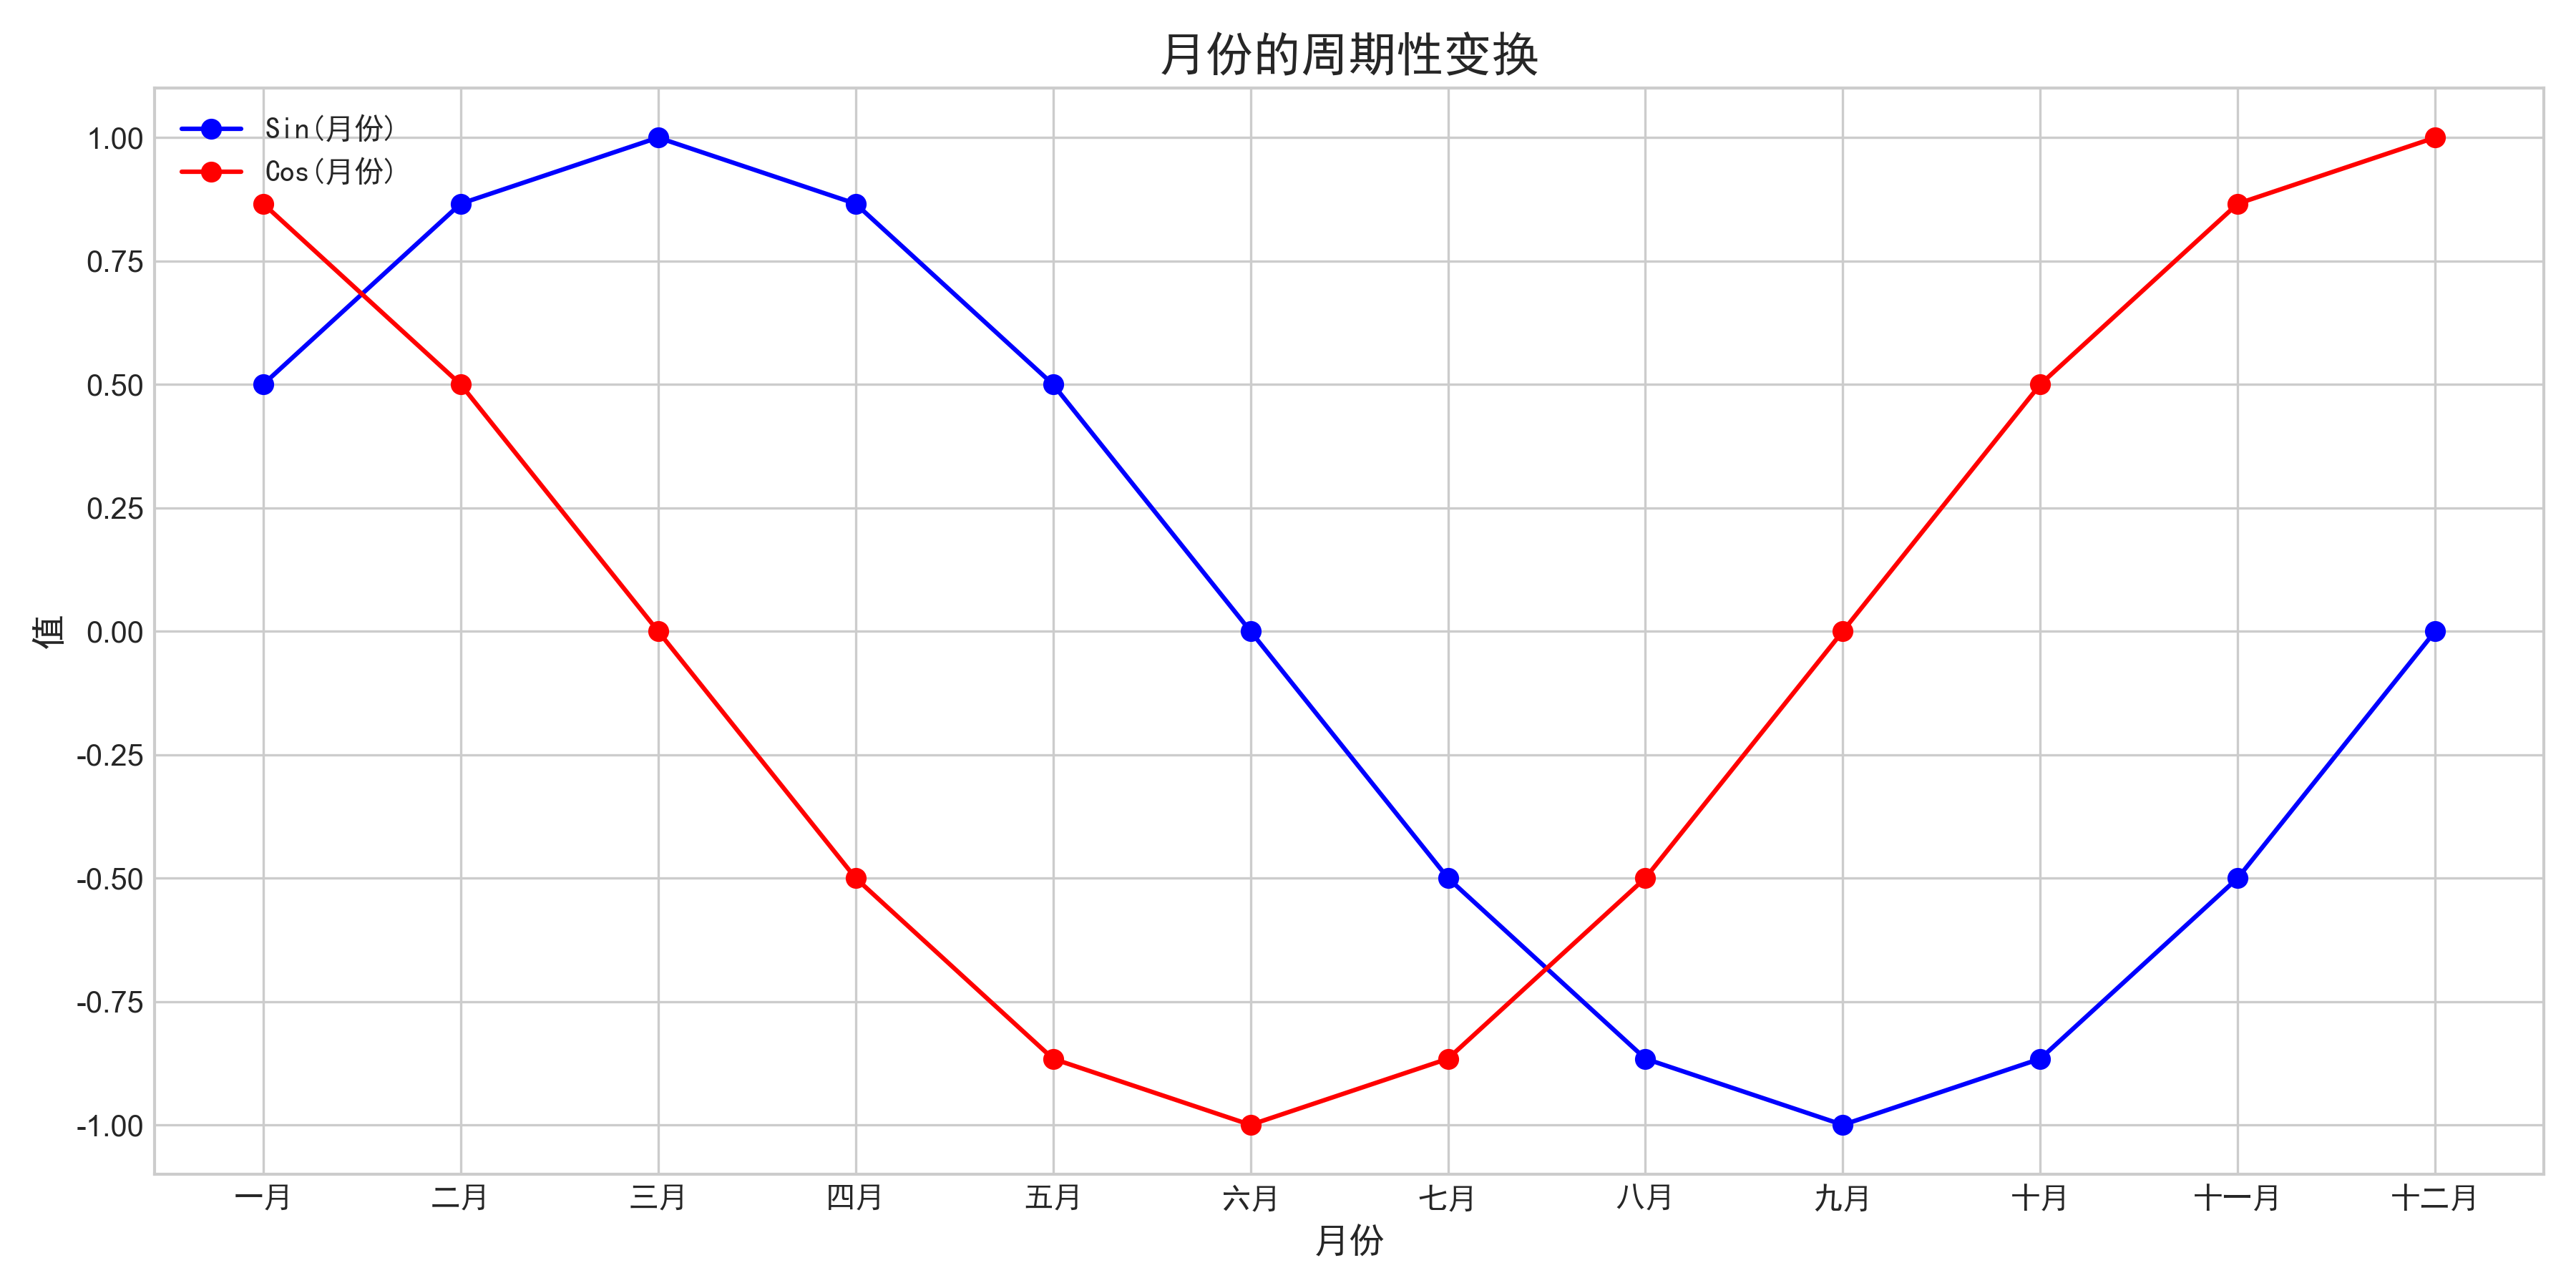 月份的周期性变换
Sin(月份)
Cos(月份)
1.00
0.75
0.50
0.25
0.00
-0.25
-0.50
-0.75
-1.00
值
一月 二月 三月 四月 五月 六月 七月 八月 九月 十月 十一月 十二月
月份